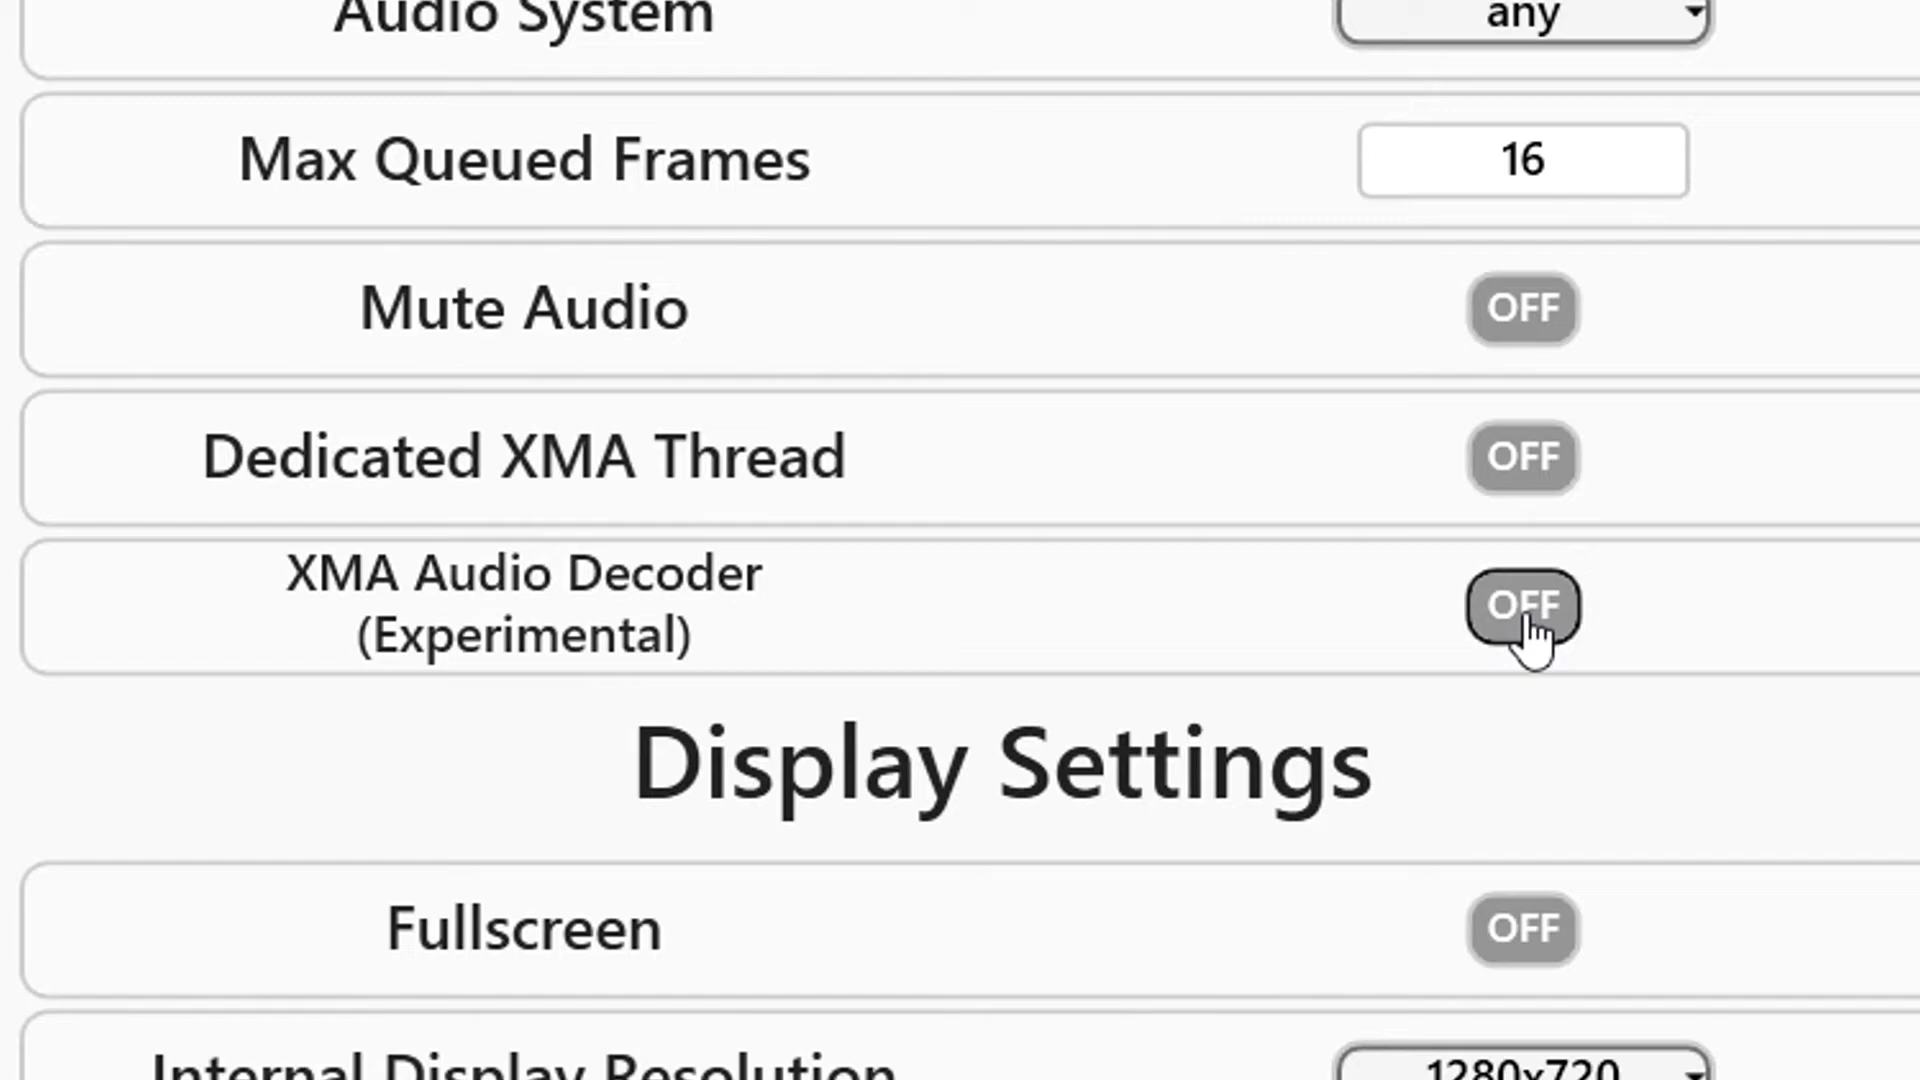 Audio System any
Max Queued Frames 16
Mute Audio OFF
Dedicated XMA Thread OFF
XMA Audio Decoder
(Experimental) OFF
Display Settings
Fullscreen OFF
Internal Display Resolution 1280x720